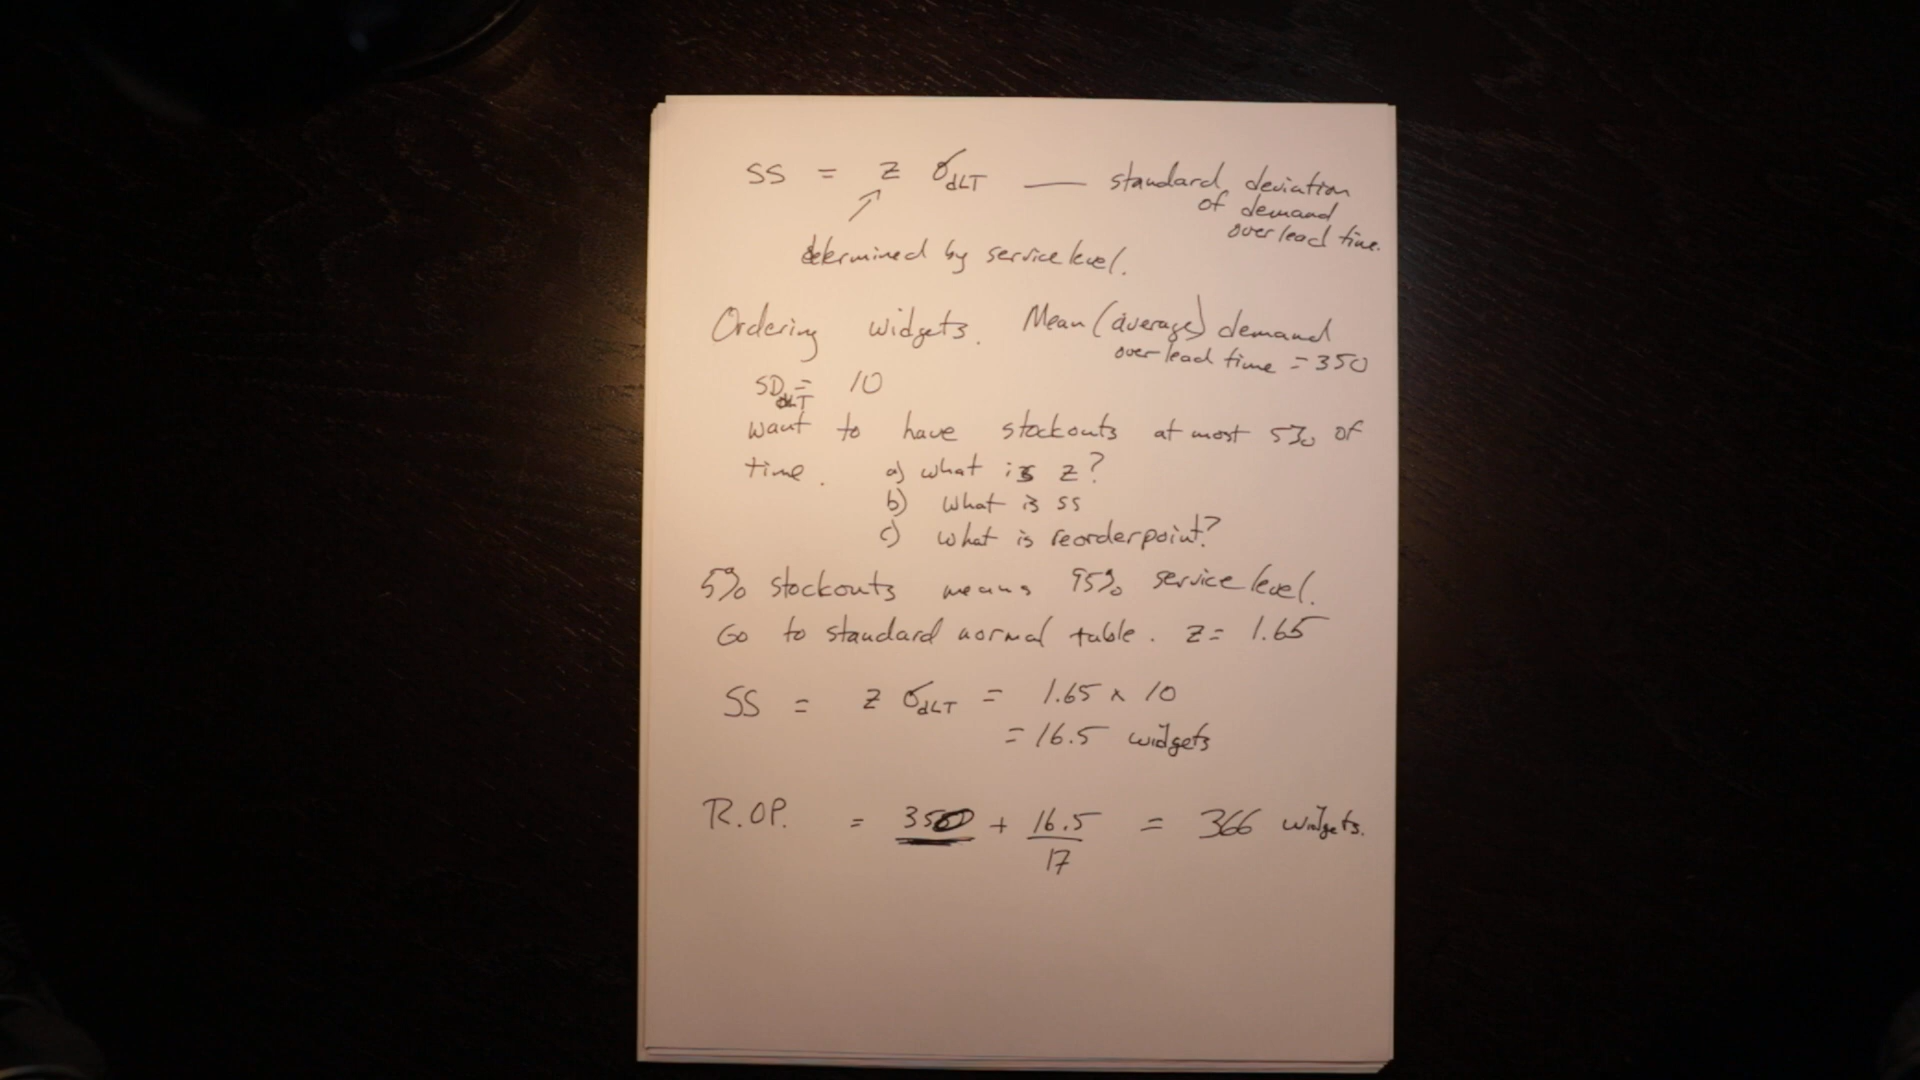 SS = z σdLT — standard deviation
of demand
over lead time.
determined by service level.
Ordering widgets. Mean (average) demand
over lead time = 350
SDdLT = 10
want to have stockouts at most 5% of
time. a) what is z?
b) what is ss
c) what is reorderpoint?
5% stockouts means 95% service level.
Go to standard normal table. z = 1.65
SS = z σdLT = 1.65 x 10
= 16.5 widgets
R.OP. = 350 + 16.5 = 366 widgets.
17